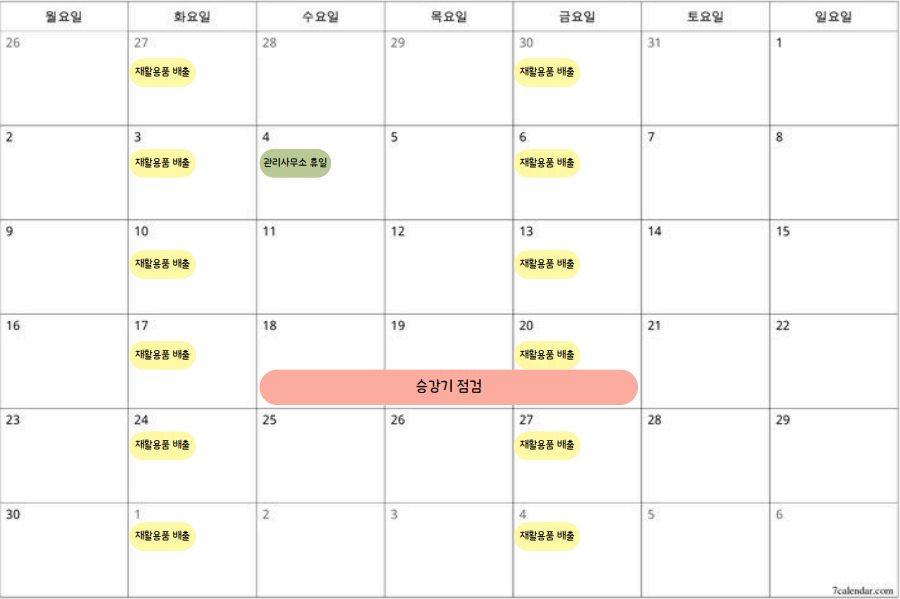 월요일 화요일 수요일 목요일 금요일 토요일 일요일
26 27 28 29 30 31 1
재활용품 배출 재활용품 배출
2 3 4 5 6 7 8
재활용품 배출 관리사무소 휴일 재활용품 배출
9 10 11 12 13 14 15
재활용품 배출 재활용품 배출
16 17 18 19 20 21 22
재활용품 배출 재활용품 배출
승강기 점검
23 24 25 26 27 28 29
재활용품 배출 재활용품 배출
30 1 2 3 4 5 6
재활용품 배출 재활용품 배출
7calendar.com